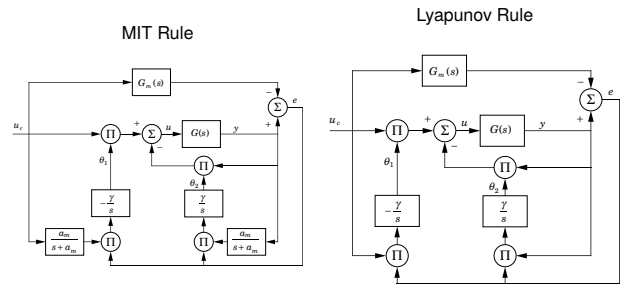 MIT Rule
Lyapunov Rule
G_m(s)
−
Σ
e
+
u_c
Π
+
Σ
−
u
G(s)
y
θ_1
Π
θ_2
−γ/s
γ/s
a_m/(s + a_m)
Π
Π
a_m/(s + a_m)
G_m(s)
−
Σ
e
+
u_c
Π
+
Σ
−
u
G(s)
y
θ_1
Π
θ_2
−γ/s
γ/s
Π
Π